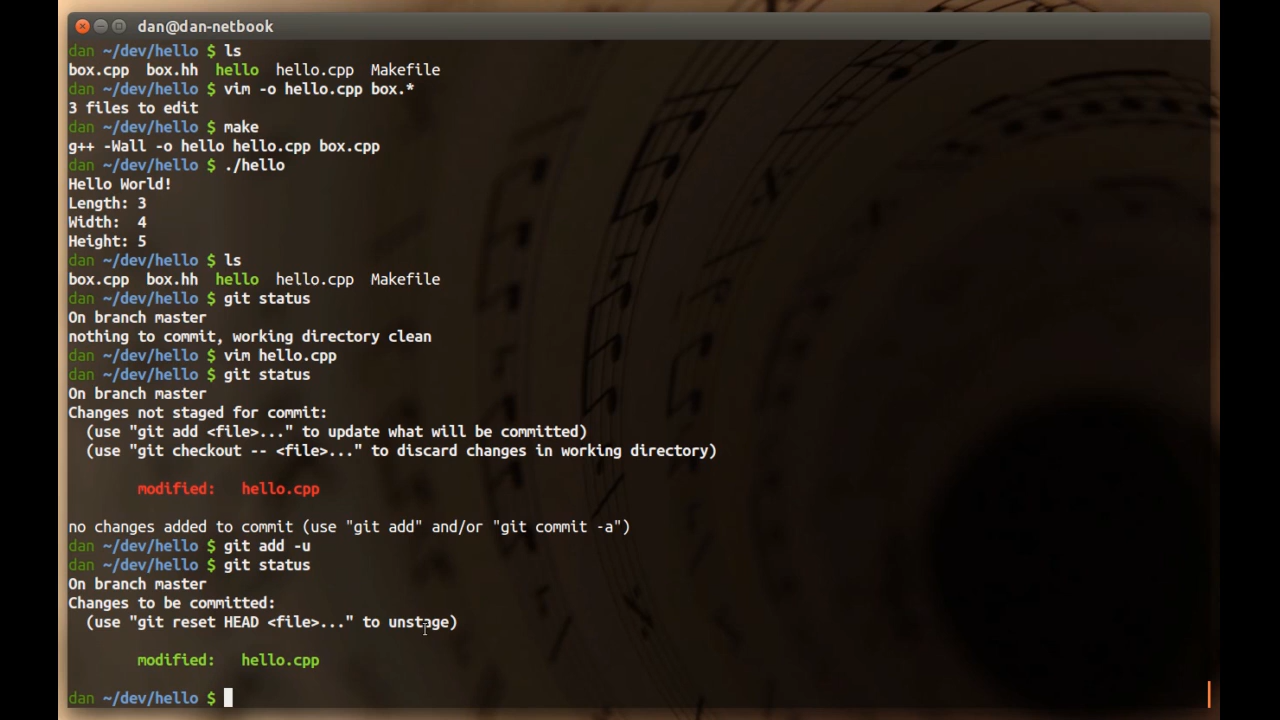 dan@dan-netbook
dan ~/dev/hello $ ls
box.cpp  box.hh  hello  hello.cpp  Makefile
dan ~/dev/hello $ vim -o hello.cpp box.*
3 files to edit
dan ~/dev/hello $ make
g++ -Wall -o hello hello.cpp box.cpp
dan ~/dev/hello $ ./hello
Hello World!
Length: 3
Width:  4
Height: 5
dan ~/dev/hello $ ls
box.cpp  box.hh  hello  hello.cpp  Makefile
dan ~/dev/hello $ git status
On branch master
nothing to commit, working directory clean
dan ~/dev/hello $ vim hello.cpp
dan ~/dev/hello $ git status
On branch master
Changes not staged for commit:
  (use "git add <file>..." to update what will be committed)
  (use "git checkout -- <file>..." to discard changes in working directory)
        modified:   hello.cpp
no changes added to commit (use "git add" and/or "git commit -a")
dan ~/dev/hello $ git add -u
dan ~/dev/hello $ git status
On branch master
Changes to be committed:
  (use "git reset HEAD <file>..." to unstage)
        modified:   hello.cpp
dan ~/dev/hello $